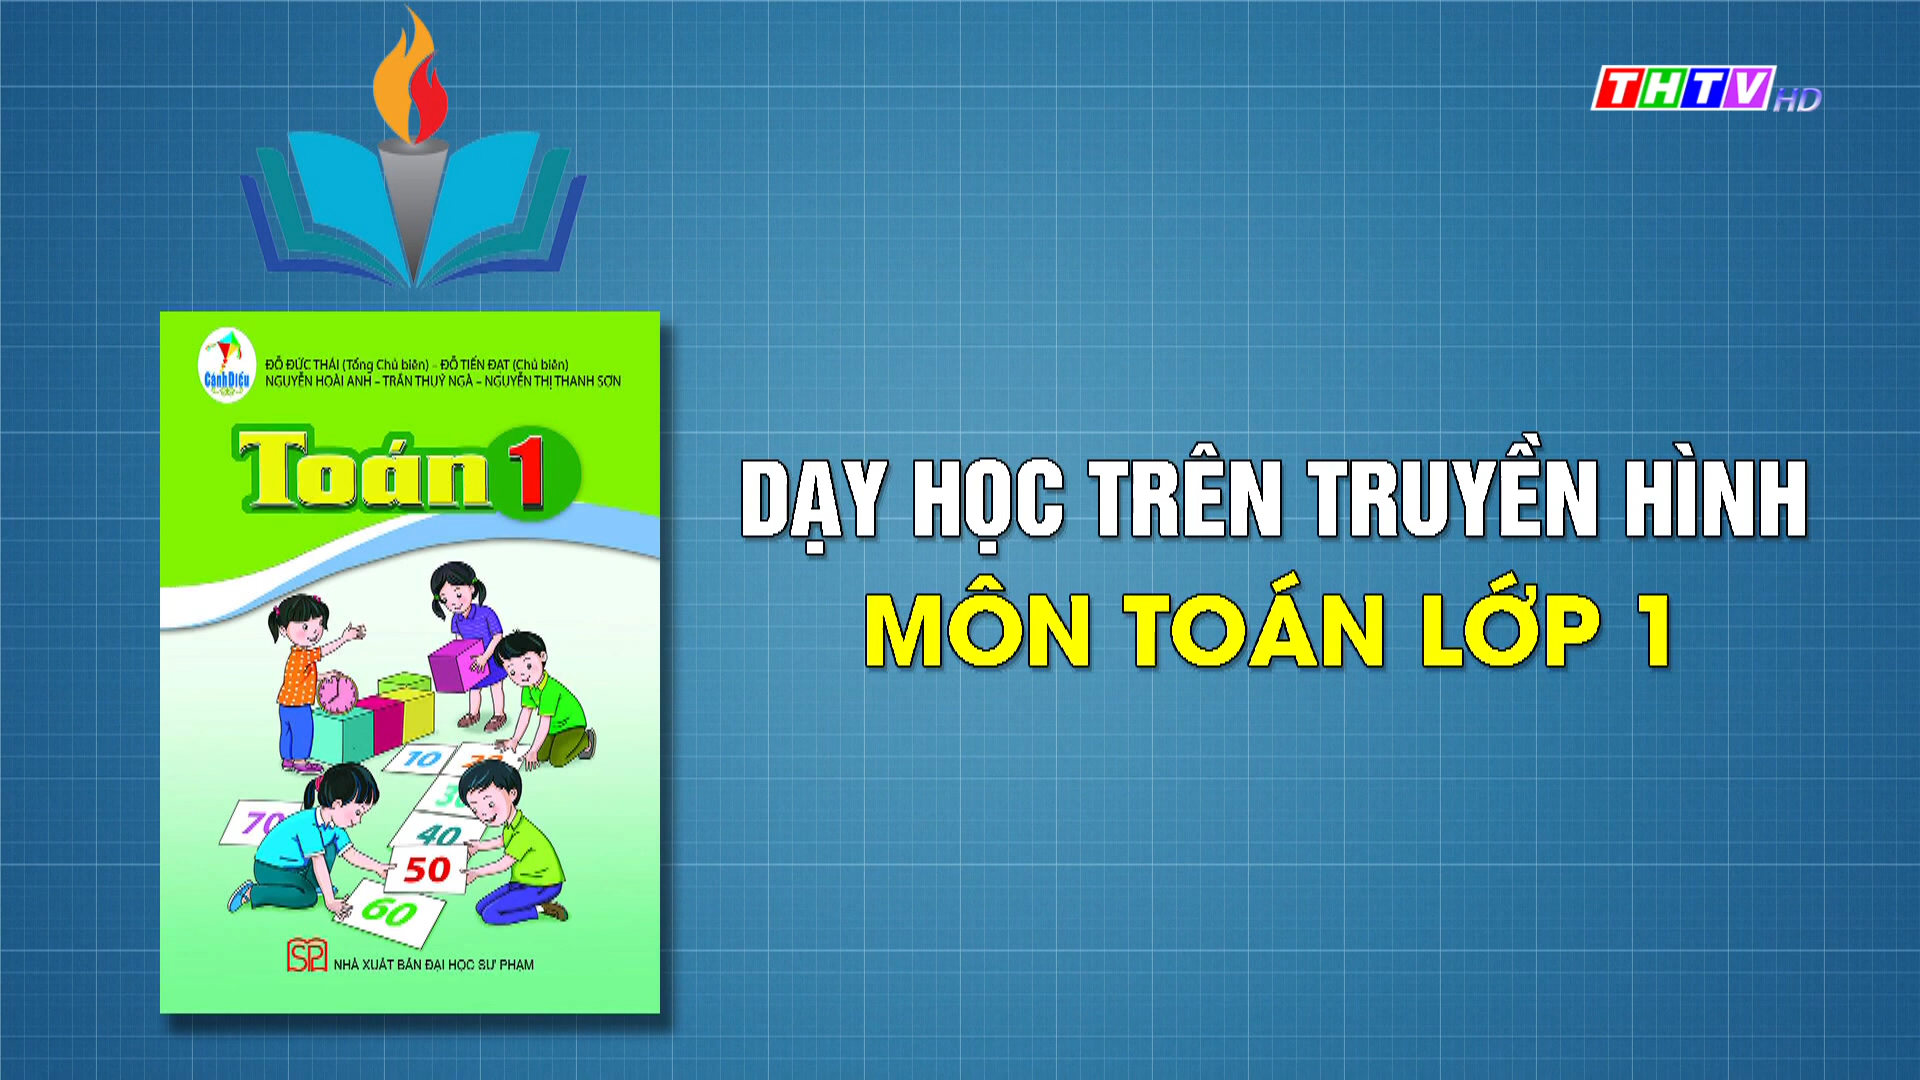 THTV HD
Cánh Diều
ĐỖ ĐỨC THÁI (Tổng Chủ biên) – ĐỖ TIẾN ĐẠT (Chủ biên)
NGUYỄN HOÀI ANH – TRẦN THUÝ NGÀ – NGUYỄN THỊ THANH SƠN
Toán 1
DẠY HỌC TRÊN TRUYỀN HÌNH
MÔN TOÁN LỚP 1
10
30
70
40
50
60
SP
NHÀ XUẤT BẢN ĐẠI HỌC SƯ PHẠM